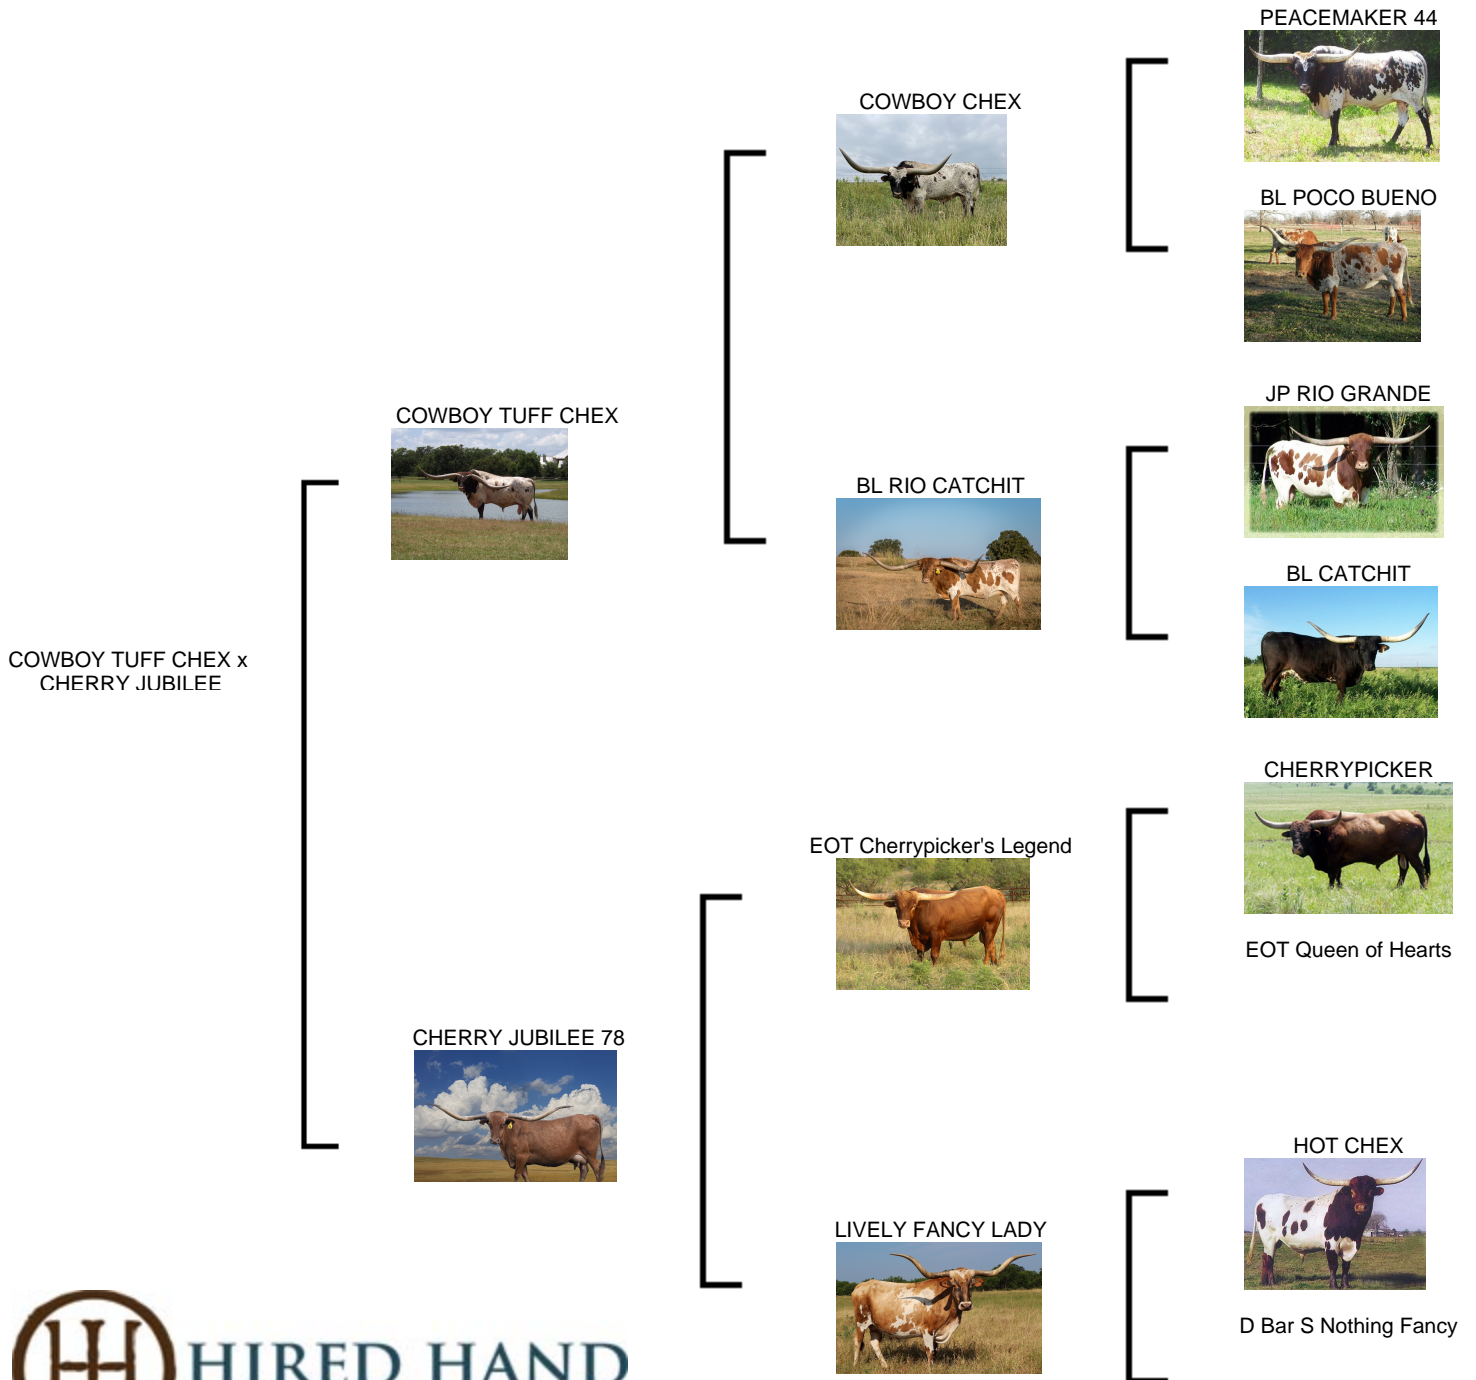 PEACEMAKER 44
COWBOY CHEX
BL POCO BUENO
JP RIO GRANDE
COWBOY TUFF CHEX
BL RIO CATCHIT
BL CATCHIT
COWBOY TUFF CHEX x
CHERRY JUBILEE
CHERRYPICKER
EOT Cherrypicker's Legend
EOT Queen of Hearts
CHERRY JUBILEE 78
HOT CHEX
LIVELY FANCY LADY
D Bar S Nothing Fancy
HIRED HAND